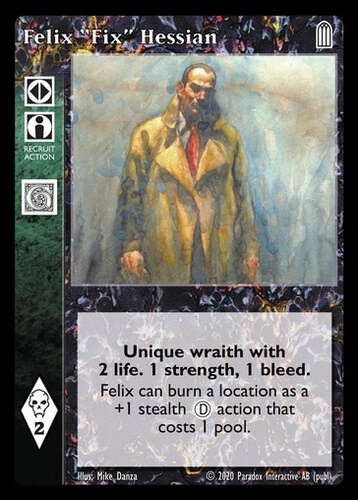 Felix "Fix" Hessian
RECRUIT
ACTION
Unique wraith with
2 life. 1 strength, 1 bleed.
Felix can burn a location as a
+1 stealth Ⓓ action that
costs 1 pool.
2
Illus: Mike Danza © 2020 Paradox Interactive AB (publ)